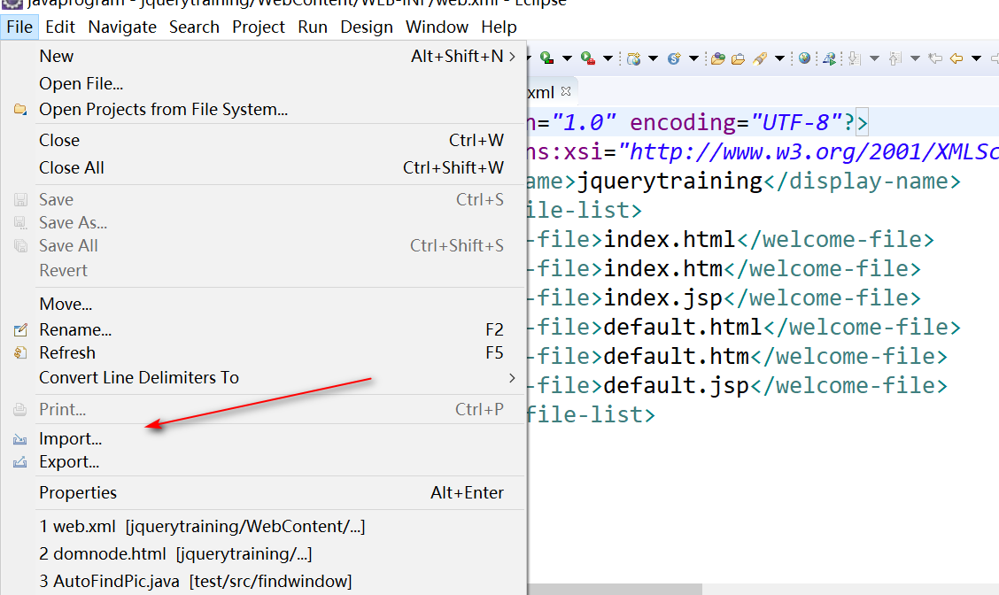 javaprogram - jquerytraining/WebContent/WEB-INF/web.xml - Eclipse
File Edit Navigate Search Project Run Design Window Help
New Alt+Shift+N >
Open File...
Open Projects from File System...
Close Ctrl+W
Close All Ctrl+Shift+W
Save Ctrl+S
Save As...
Save All Ctrl+Shift+S
Revert
Move...
Rename... F2
Refresh F5
Convert Line Delimiters To >
Print... Ctrl+P
Import...
Export...
Properties Alt+Enter
1 web.xml [jquerytraining/WebContent/...]
2 domnode.html [jquerytraining/...]
3 AutoFindPic.java [test/src/findwindow]
xml
n="1.0" encoding="UTF-8"?>
ns:xsi="http://www.w3.org/2001/XMLSc
ame>jquerytraining</display-name>
ile-list>
-file>index.html</welcome-file>
-file>index.htm</welcome-file>
-file>index.jsp</welcome-file>
-file>default.html</welcome-file>
-file>default.htm</welcome-file>
-file>default.jsp</welcome-file>
file-list>